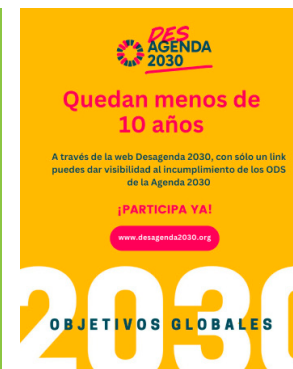 DES
AGENDA
2030
Quedan menos de
10 años
A través de la web Desagenda 2030, con sólo un link
puedes dar visibilidad al incumplimiento de los ODS
de la Agenda 2030
¡PARTICIPA YA!
www.desagenda2030.org
2030
OBJETIVOS GLOBALES